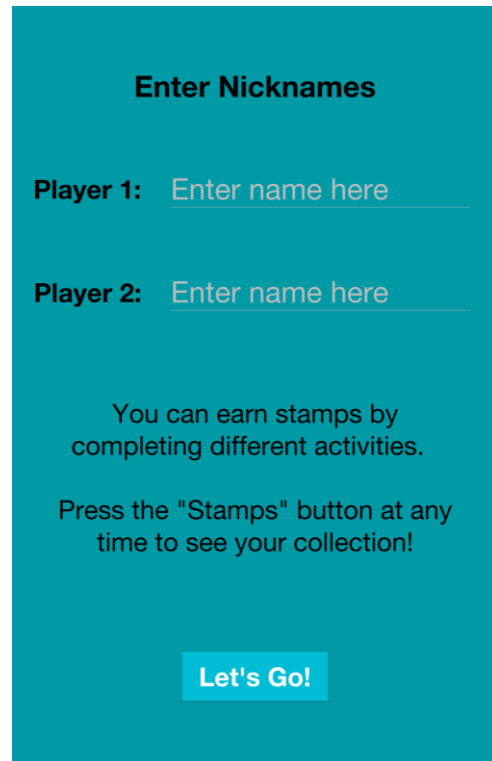 Enter Nicknames
Player 1: Enter name here
Player 2: Enter name here
You can earn stamps by
completing different activities.
Press the "Stamps" button at any
time to see your collection!
Let's Go!